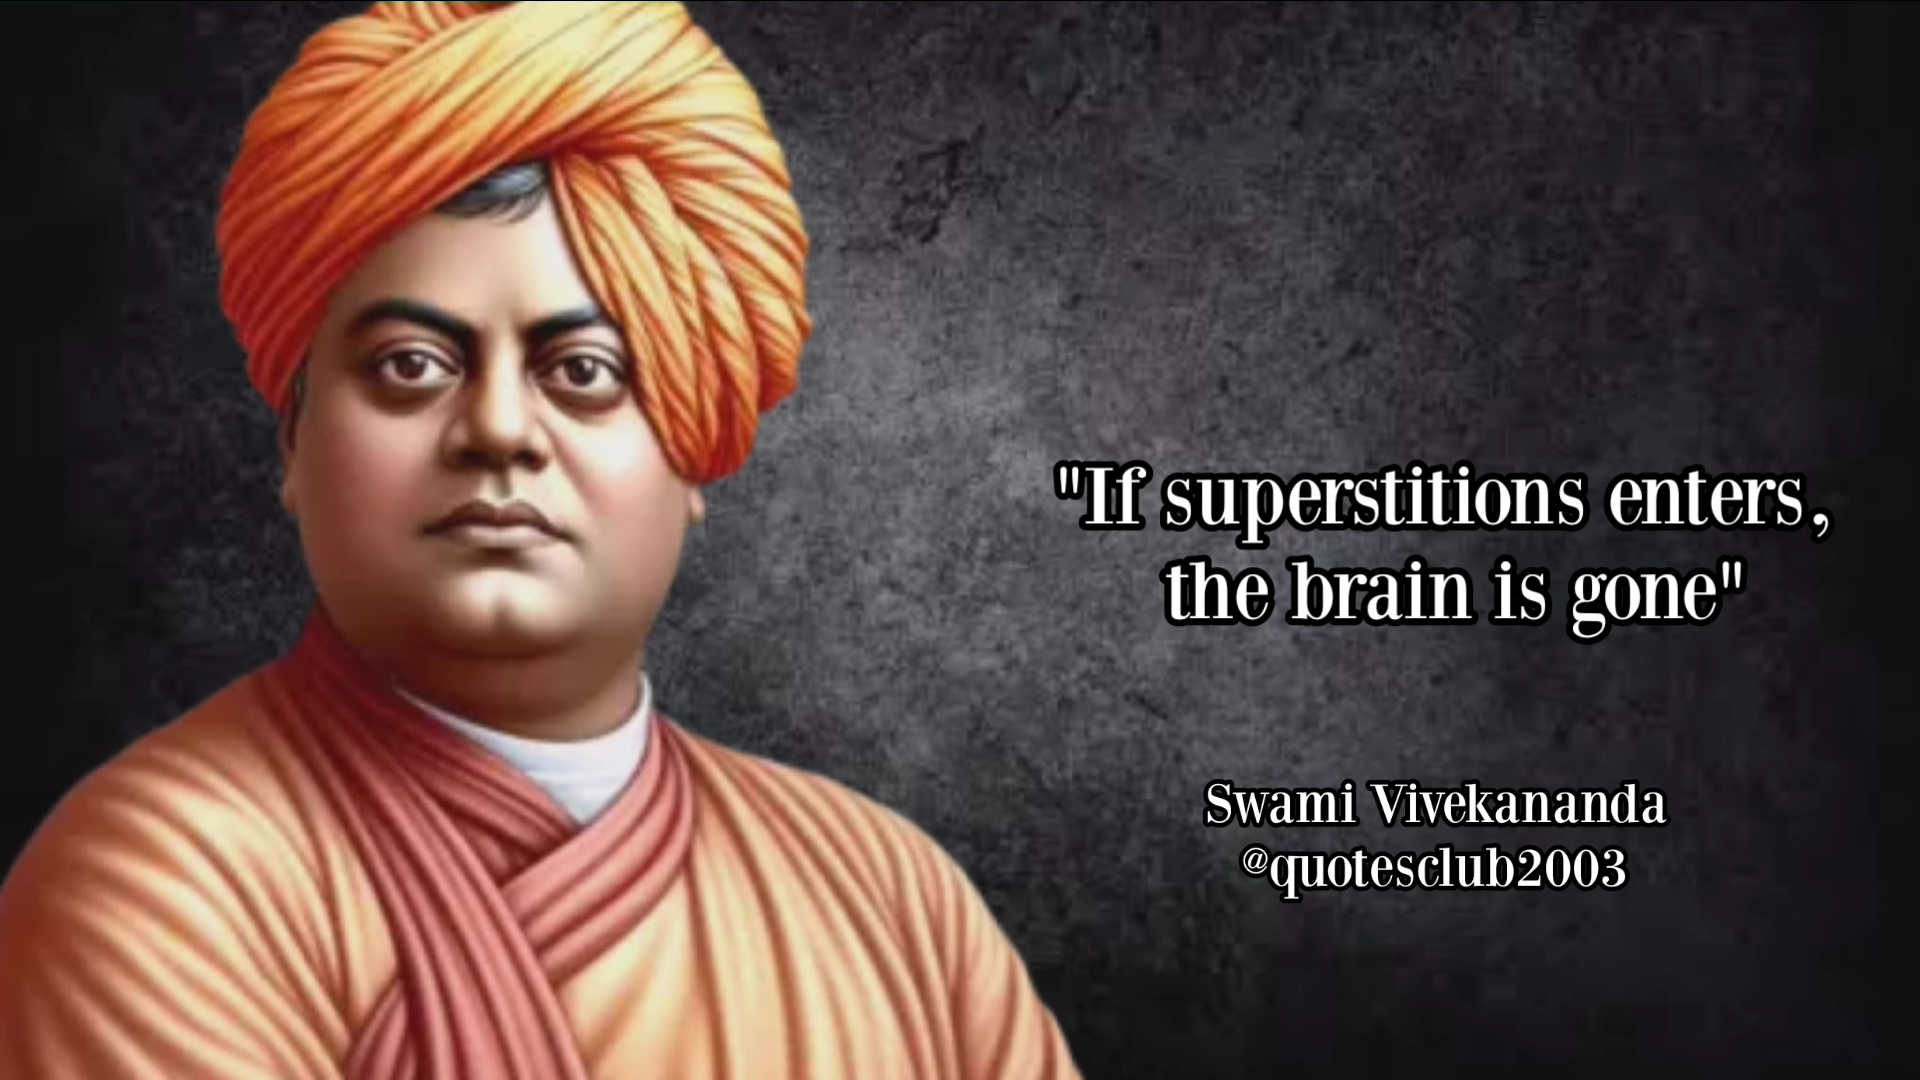 "If superstitions enters,
the brain is gone"
Swami Vivekananda
@quotesclub2003